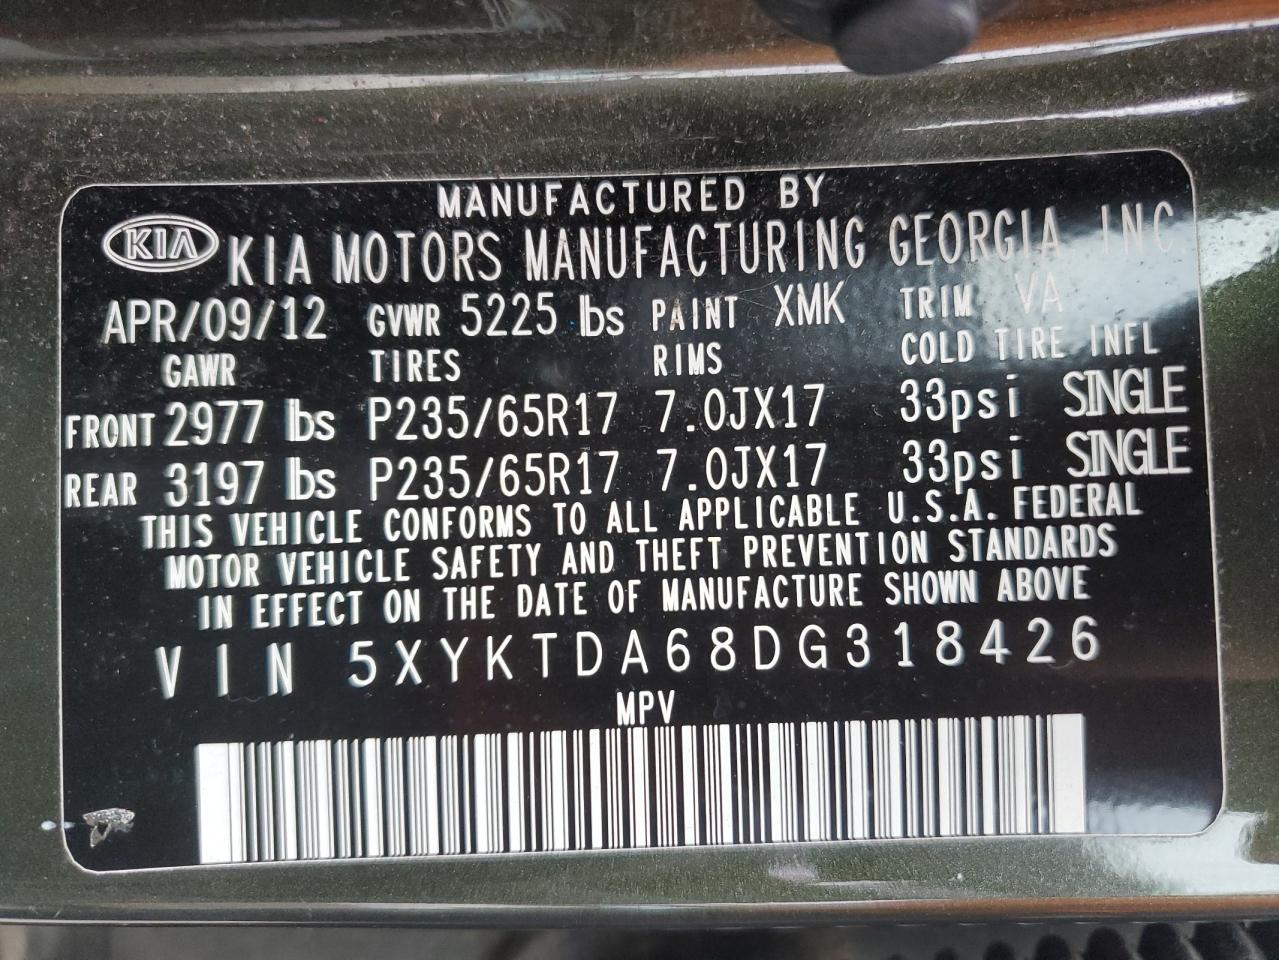 MANUFACTURED BY
KIA KIA MOTORS MANUFACTURING GEORGIA INC
APR/09/12 GVWR 5225 lbs PAINT XMK TRIM VA
GAWR TIRES RIMS COLD TIRE INFL
FRONT 2977 lbs P235/65R17 7.0JX17 33psi SINGLE
REAR 3197 lbs P235/65R17 7.0JX17 33psi SINGLE
THIS VEHICLE CONFORMS TO ALL APPLICABLE U.S.A. FEDERAL
MOTOR VEHICLE SAFETY AND THEFT PREVENTION STANDARDS
IN EFFECT ON THE DATE OF MANUFACTURE SHOWN ABOVE
VIN 5XYKTDA68DG318426
MPV